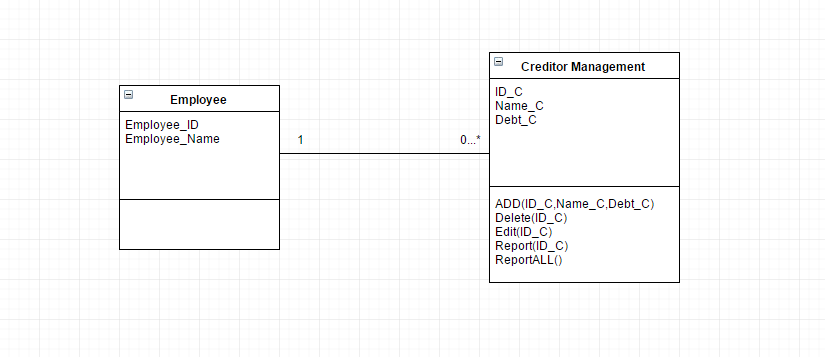 Employee
Employee_ID
Employee_Name
1
0...*
Creditor Management
ID_C
Name_C
Debt_C
ADD(ID_C,Name_C,Debt_C)
Delete(ID_C)
Edit(ID_C)
Report(ID_C)
ReportALL()